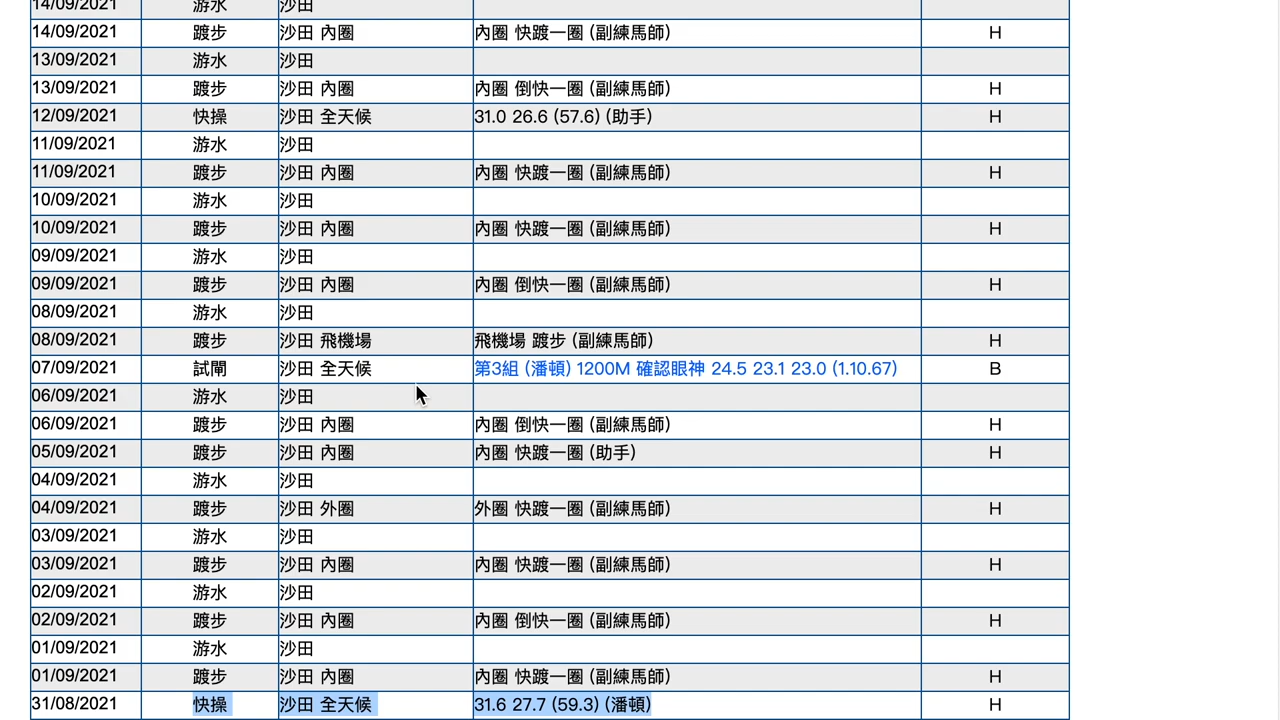 14/09/2021 游水 沙田
14/09/2021 踱步 沙田 內圈 內圈 快踱一圈 (副練馬師) H
13/09/2021 游水 沙田
13/09/2021 踱步 沙田 內圈 內圈 倒快一圈 (副練馬師) H
12/09/2021 快操 沙田 全天候 31.0 26.6 (57.6) (助手) H
11/09/2021 游水 沙田
11/09/2021 踱步 沙田 內圈 內圈 快踱一圈 (副練馬師) H
10/09/2021 游水 沙田
10/09/2021 踱步 沙田 內圈 內圈 快踱一圈 (副練馬師) H
09/09/2021 游水 沙田
09/09/2021 踱步 沙田 內圈 內圈 倒快一圈 (副練馬師) H
08/09/2021 游水 沙田
08/09/2021 踱步 沙田 飛機場 飛機場 踱步 (副練馬師) H
07/09/2021 試閘 沙田 全天候 第3組 (潘頓) 1200M 確認眼神 24.5 23.1 23.0 (1.10.67) B
06/09/2021 游水 沙田
06/09/2021 踱步 沙田 內圈 內圈 倒快一圈 (副練馬師) H
05/09/2021 踱步 沙田 內圈 內圈 快踱一圈 (助手) H
04/09/2021 游水 沙田
04/09/2021 踱步 沙田 外圈 外圈 快踱一圈 (副練馬師) H
03/09/2021 游水 沙田
03/09/2021 踱步 沙田 內圈 內圈 快踱一圈 (副練馬師) H
02/09/2021 游水 沙田
02/09/2021 踱步 沙田 內圈 內圈 倒快一圈 (副練馬師) H
01/09/2021 游水 沙田
01/09/2021 踱步 沙田 內圈 內圈 快踱一圈 (副練馬師) H
31/08/2021 快操 沙田 全天候 31.6 27.7 (59.3) (潘頓) H